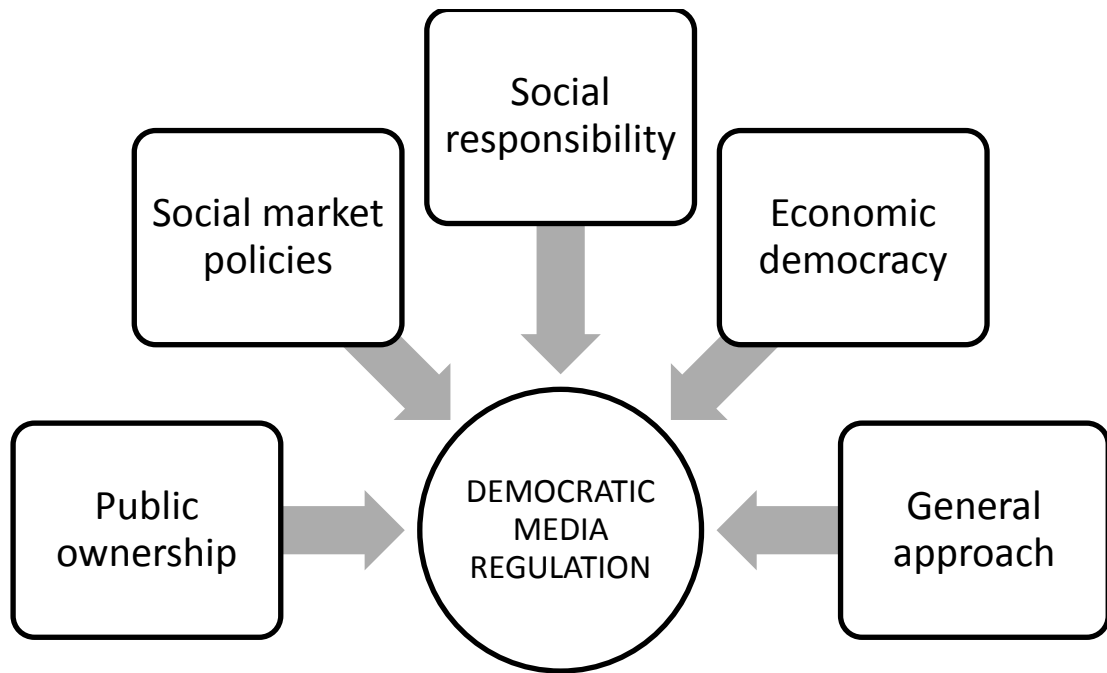 Social
responsibility
Social market
policies
Economic
democracy
Public
ownership
DEMOCRATIC
MEDIA
REGULATION
General
approach